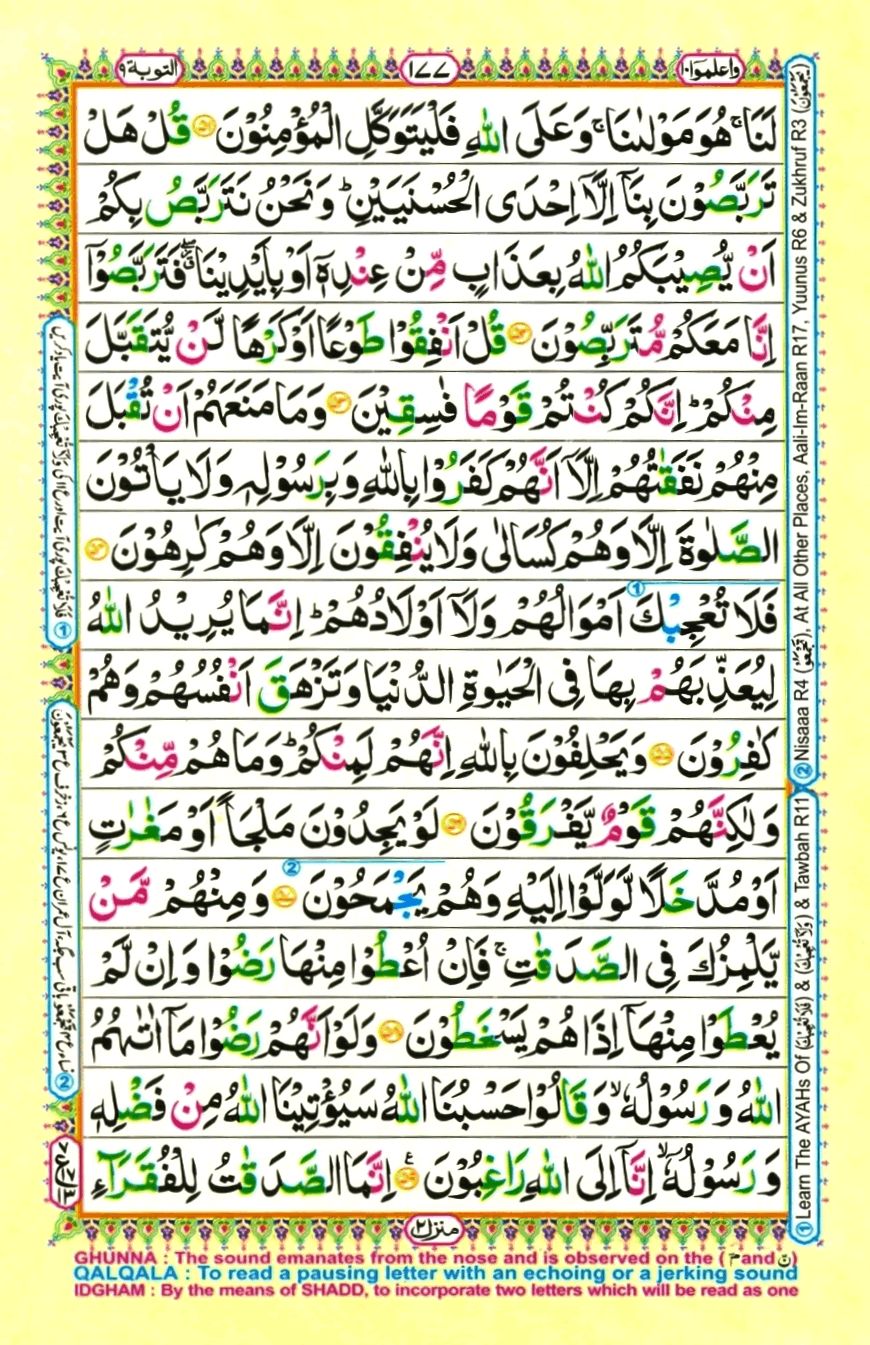 واعلموا ١٠
١٧٧
التوبة ٩
لَنَا ۚ هُوَ مَوْلٰىنَا ۚ وَعَلَى اللّٰهِ فَلْيَتَوَكَّلِ الْمُؤْمِنُوْنَ ۝ قُلْ هَلْ
تَرَبَّصُوْنَ بِنَآ اِلَّآ اِحْدَى الْحُسْنَيَيْنِ ؕ وَنَحْنُ نَتَرَبَّصُ بِكُمْ
اَنْ يُّصِيْبَكُمُ اللّٰهُ بِعَذَابٍ مِّنْ عِنْدِهٖٓ اَوْ بِاَيْدِيْنَا ۖ فَتَرَبَّصُوْٓا
اِنَّا مَعَكُمْ مُّتَرَبِّصُوْنَ ۝ قُلْ اَنْفِقُوْا طَوْعًا اَوْ كَرْهًا لَّنْ يُّتَقَبَّلَ
مِنْكُمْ ؕ اِنَّكُمْ كُنْتُمْ قَوْمًا فٰسِقِيْنَ ۝ وَمَا مَنَعَهُمْ اَنْ تُقْبَلَ
مِنْهُمْ نَفَقٰتُهُمْ اِلَّآ اَنَّهُمْ كَفَرُوْا بِاللّٰهِ وَبِرَسُوْلِهٖ وَلَا يَاْتُوْنَ
الصَّلٰوةَ اِلَّا وَهُمْ كُسَالٰى وَلَا يُنْفِقُوْنَ اِلَّا وَهُمْ كٰرِهُوْنَ ۝
فَلَا تُعْجِبْكَ اَمْوَالُهُمْ وَلَآ اَوْلَادُهُمْ ؕ اِنَّمَا يُرِيْدُ اللّٰهُ
لِيُعَذِّبَهُمْ بِهَا فِى الْحَيٰوةِ الدُّنْيَا وَتَزْهَقَ اَنْفُسُهُمْ وَهُمْ
كٰفِرُوْنَ ۝ وَيَحْلِفُوْنَ بِاللّٰهِ اِنَّهُمْ لَمِنْكُمْ ؕ وَمَا هُمْ مِّنْكُمْ
وَلٰكِنَّهُمْ قَوْمٌ يَّفْرَقُوْنَ ۝ لَوْ يَجِدُوْنَ مَلْجَاً اَوْ مَغٰرٰتٍ
اَوْ مُدَّخَلًا لَّوَلَّوْا اِلَيْهِ وَهُمْ يَجْمَحُوْنَ ۝ وَمِنْهُمْ مَّنْ
يَّلْمِزُكَ فِى الصَّدَقٰتِ ۚ فَاِنْ اُعْطُوْا مِنْهَا رَضُوْا وَاِنْ لَّمْ
يُعْطَوْا مِنْهَآ اِذَا هُمْ يَسْخَطُوْنَ ۝ وَلَوْ اَنَّهُمْ رَضُوْا مَآ اٰتٰىهُمُ
اللّٰهُ وَرَسُوْلُهٗ ۙ وَقَالُوْا حَسْبُنَا اللّٰهُ سَيُؤْتِيْنَا اللّٰهُ مِنْ فَضْلِهٖ
وَرَسُوْلُهٗٓ ۙ اِنَّآ اِلَى اللّٰهِ رَاغِبُوْنَ ۝ اِنَّمَا الصَّدَقٰتُ لِلْفُقَرَآءِ
منزل ٢
① Learn The AYAHs Of (فَلَا تُعْجِبْكَ) & (وَلَا تُعْجِبْكَ) & Tawbah R11
② Nisaaa R4 At All Other Places, Aali-Im-Raan R17, Yuunus R6 & Zukhruf R3 (يَجْمَعُوْنَ)
GHUNNA : The sound emanates from the nose and is observed on the ( مّ and نّ)
QALQALA : To read a pausing letter with an echoing or a jerking sound
IDGHAM : By the means of SHADD, to incorporate two letters which will be read as one